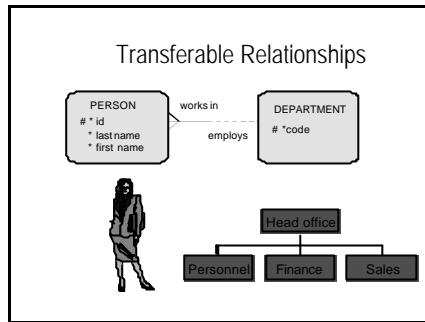 Transferable Relationships
PERSON
# * id
* last name
* first name
works in
employs
DEPARTMENT
# *code
Head office
Personnel
Finance
Sales